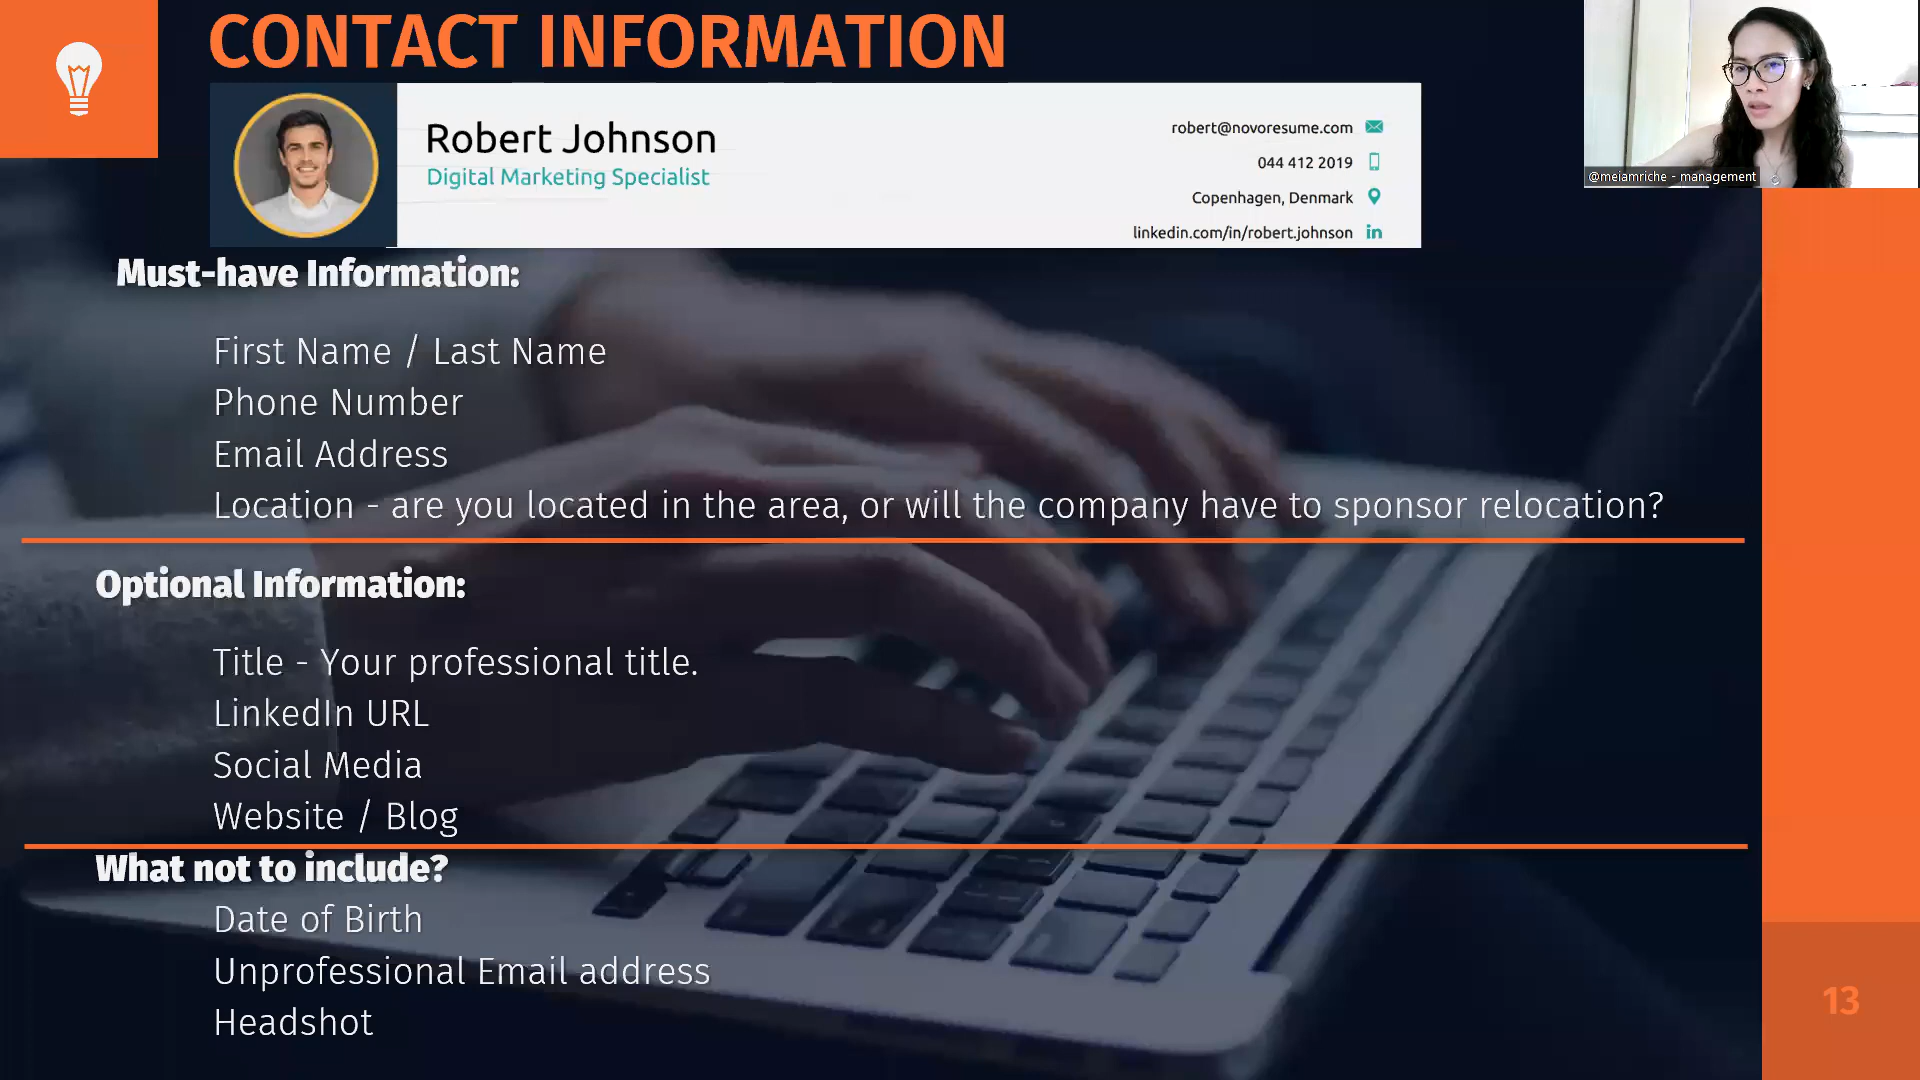 CONTACT INFORMATION
Robert Johnson
Digital Marketing Specialist
robert@novoresume.com
044 412 2019
Copenhagen, Denmark
linkedin.com/in/robert.johnson
in
@meiamriche - management
Must-have Information:
First Name / Last Name
Phone Number
Email Address
Location - are you located in the area, or will the company have to sponsor relocation?
Optional Information:
Title - Your professional title.
LinkedIn URL
Social Media
Website / Blog
What not to include?
Date of Birth
Unprofessional Email address
Headshot
13